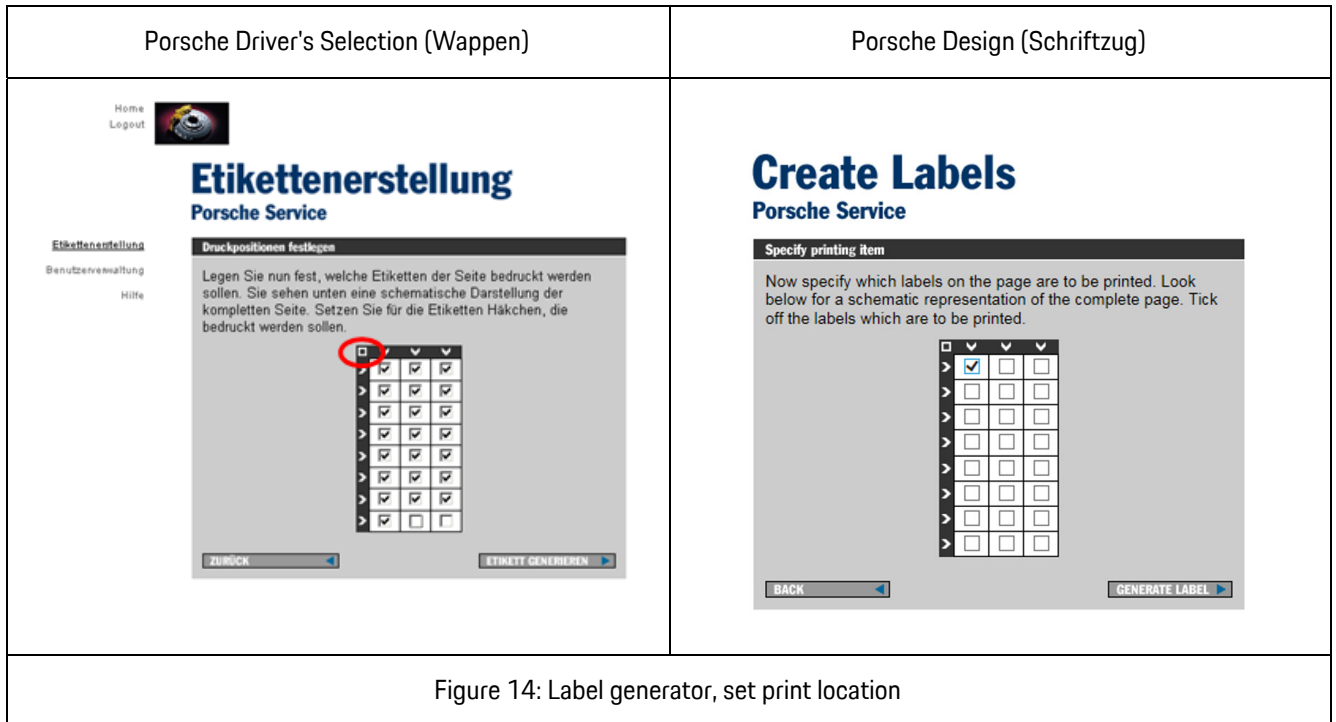 Porsche Driver's Selection (Wappen)
Porsche Design (Schriftzug)
Home
Logout
Etikettenerstellung
Porsche Service
Etikettenerstellung
Benutzerverwaltung
Hilfe
Druckpositionen festlegen
Legen Sie nun fest, welche Etiketten der Seite bedruckt werden
sollen. Sie sehen unten eine schematische Darstellung der
kompletten Seite. Setzen Sie für die Etiketten Häkchen, die
bedruckt werden sollen.
ZURÜCK
ETIKETT GENERIEREN
Create Labels
Porsche Service
Specify printing item
Now specify which labels on the page are to be printed. Look
below for a schematic representation of the complete page. Tick
off the labels which are to be printed.
BACK
GENERATE LABEL
Figure 14: Label generator, set print location